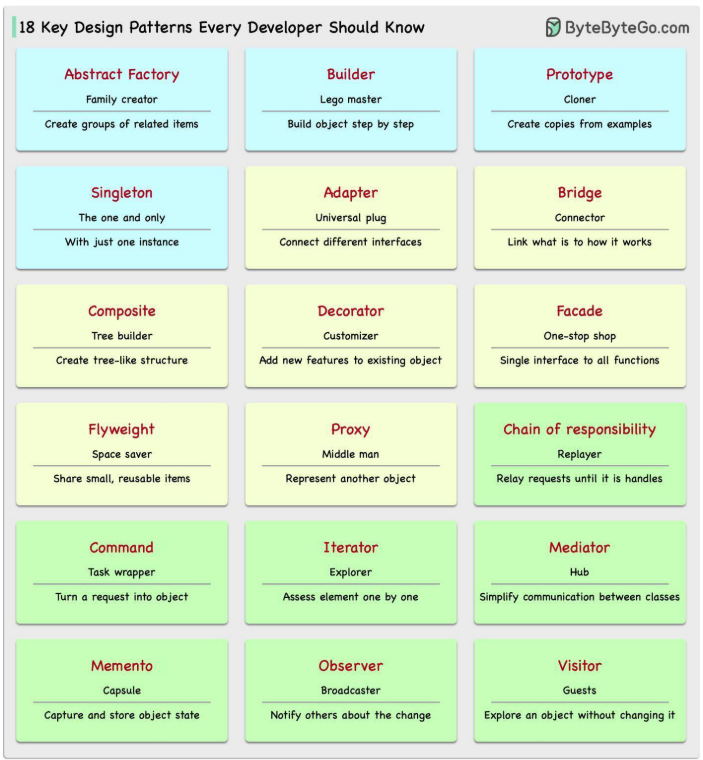 18 Key Design Patterns Every Developer Should Know
ByteByteGo.com
Abstract Factory
Family creator
Create groups of related items
Builder
Lego master
Build object step by step
Prototype
Cloner
Create copies from examples
Singleton
The one and only
With just one instance
Adapter
Universal plug
Connect different interfaces
Bridge
Connector
Link what is to how it works
Composite
Tree builder
Create tree-like structure
Decorator
Customizer
Add new features to existing object
Facade
One-stop shop
Single interface to all functions
Flyweight
Space saver
Share small, reusable items
Proxy
Middle man
Represent another object
Chain of responsibility
Replayer
Relay requests until it is handles
Command
Task wrapper
Turn a request into object
Iterator
Explorer
Assess element one by one
Mediator
Hub
Simplify communication between classes
Memento
Capsule
Capture and store object state
Observer
Broadcaster
Notify others about the change
Visitor
Guests
Explore an object without changing it